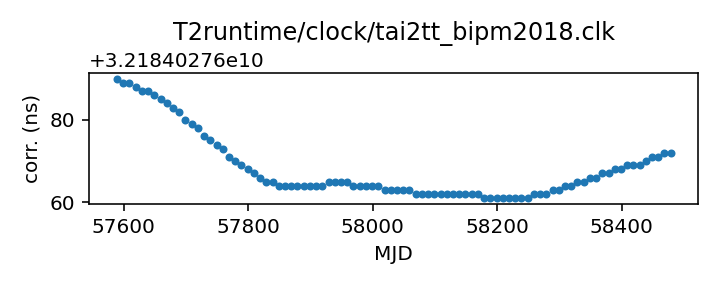 T2runtime/clock/tai2tt_bipm2018.clk
+3.21840276e10
corr. (ns)
80
60
57600 57800 58000 58200 58400
MJD